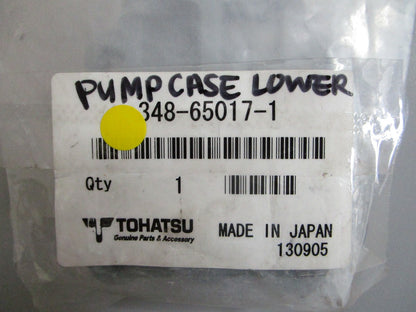 PUMP CASE LOWER
348-65017-1
Qty 1
TOHATSU MADE IN JAPAN
Genuine Parts & Accessory 130905